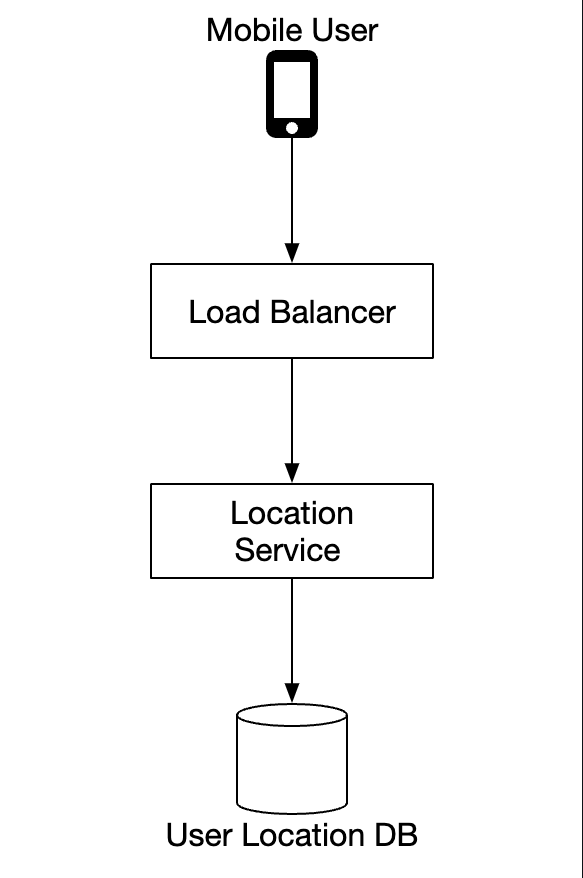 Mobile User
Load Balancer
Location
Service
User Location DB